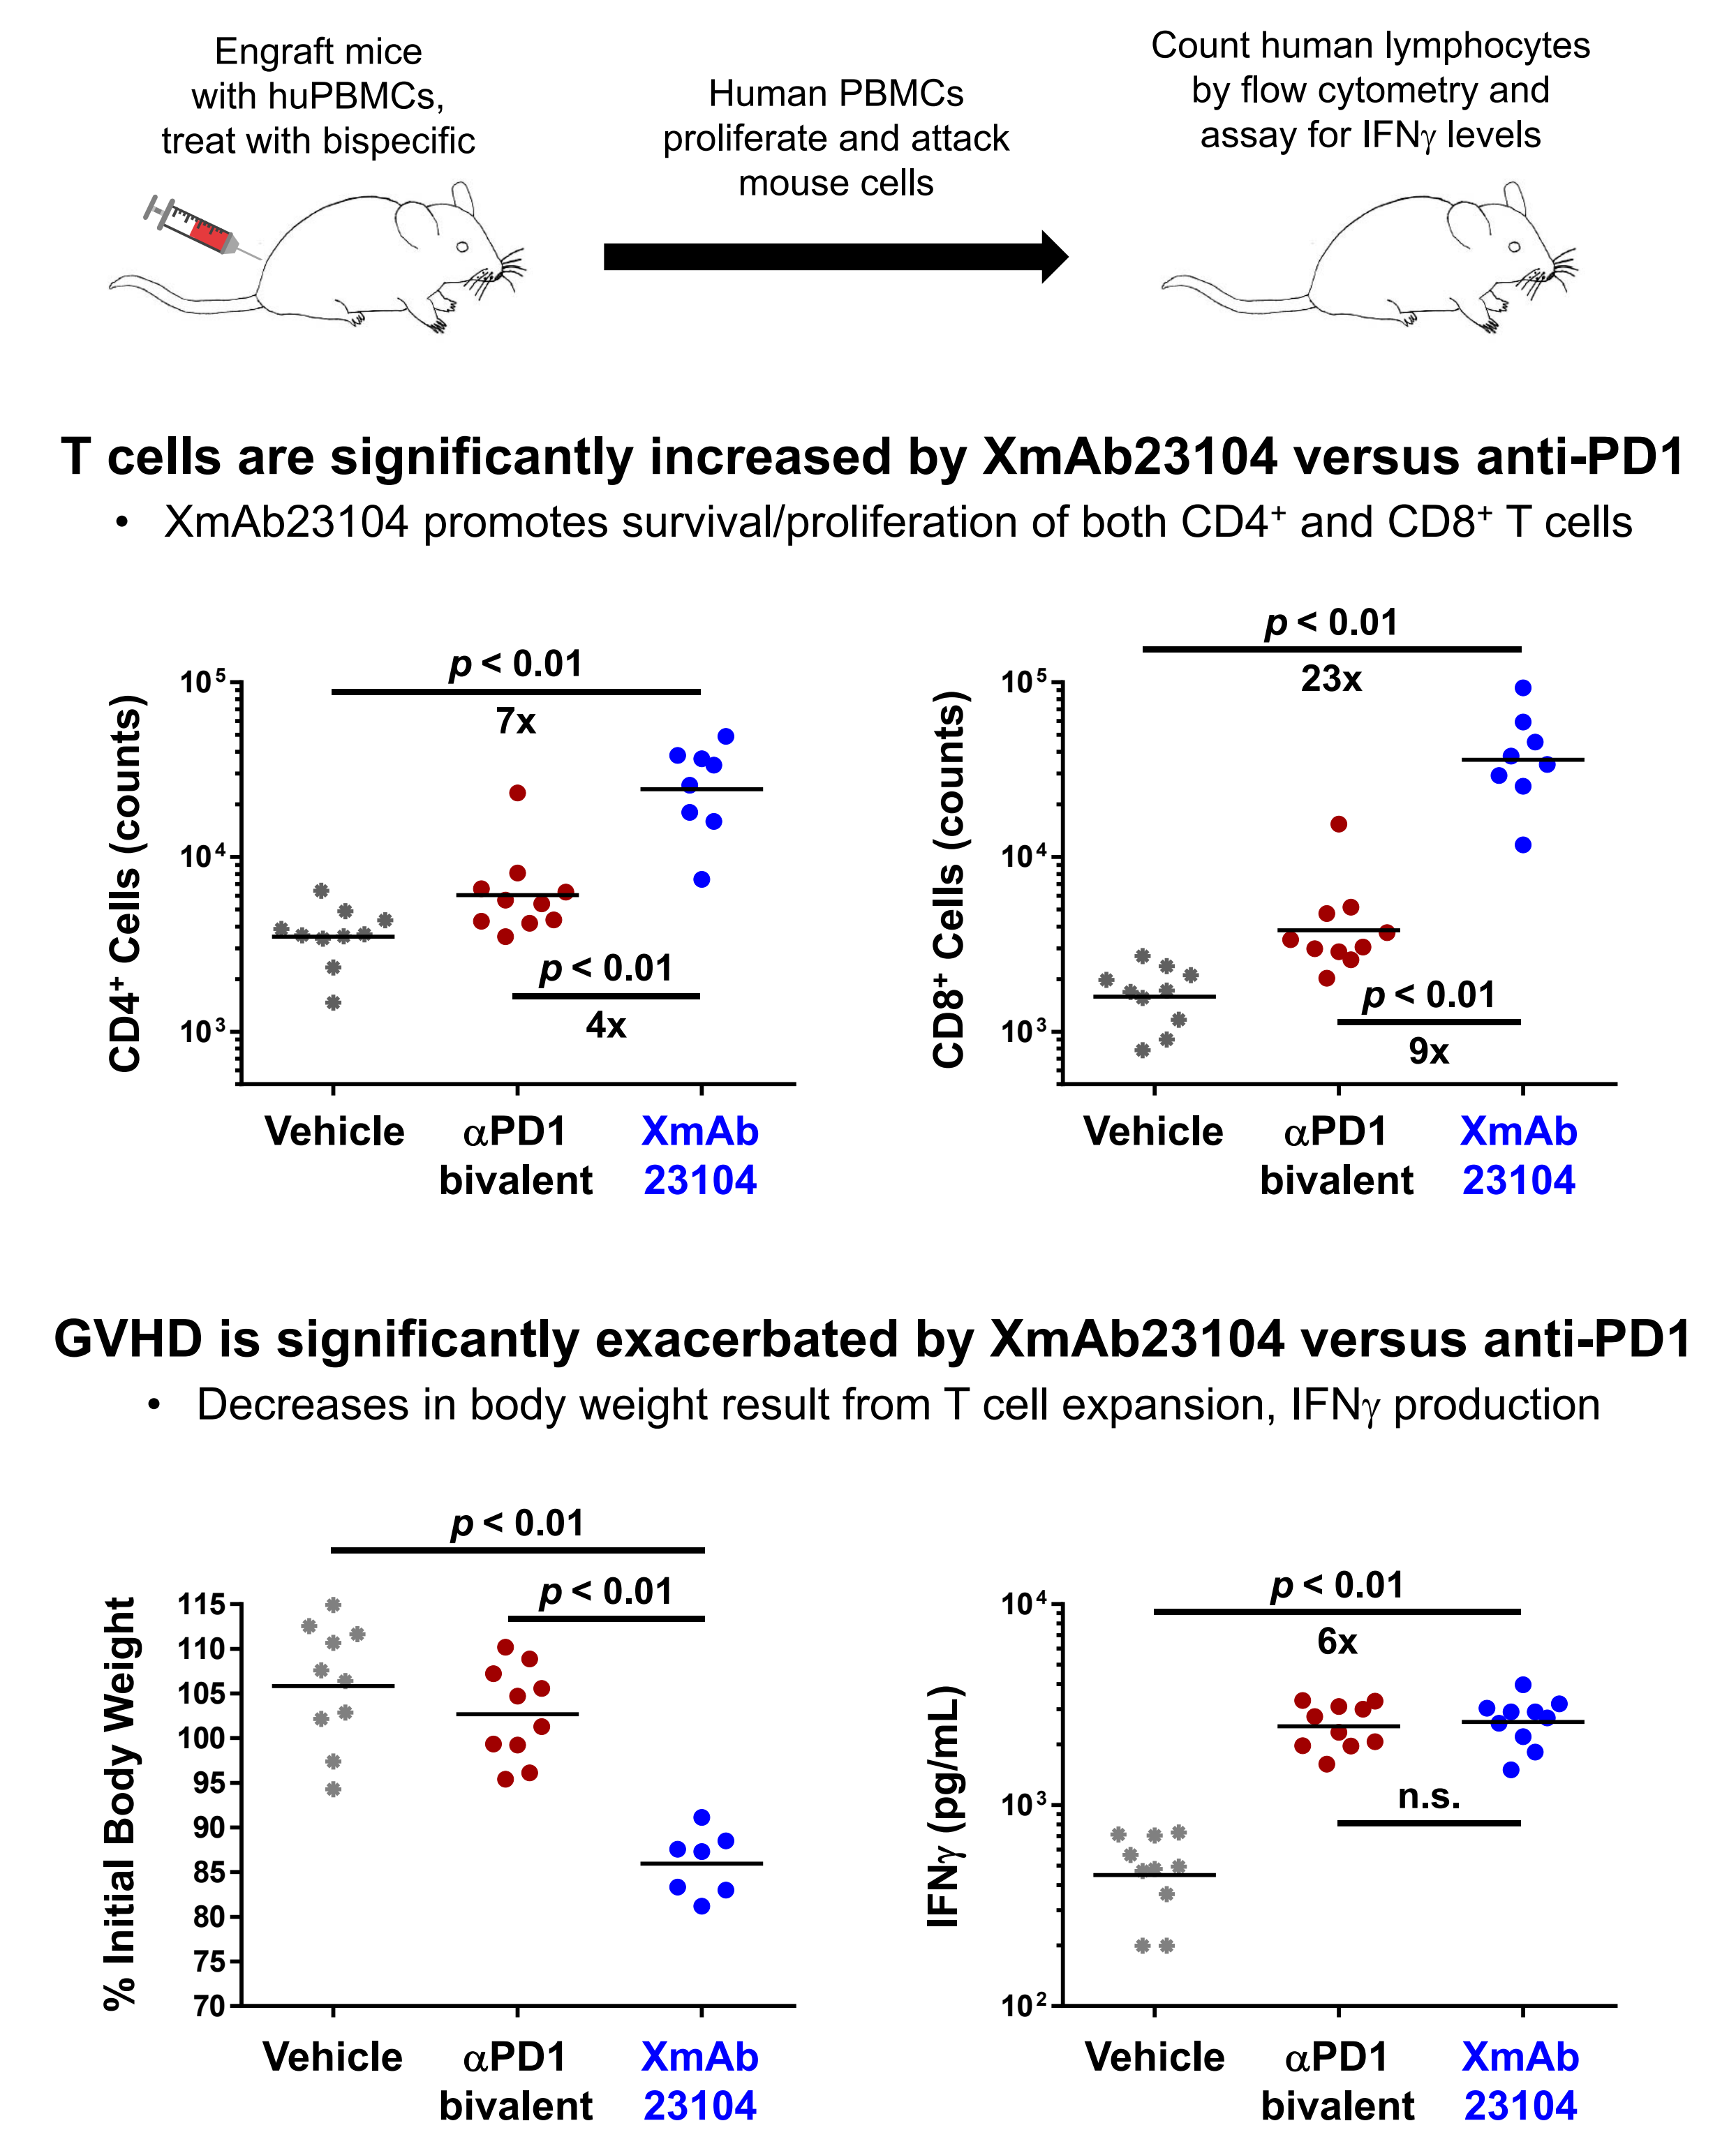 Engraft mice
with huPBMCs,
treat with bispecific
Human PBMCs
proliferate and attack
mouse cells
Count human lymphocytes
by flow cytometry and
assay for IFNγ levels
T cells are significantly increased by XmAb23104 versus anti-PD1
• XmAb23104 promotes survival/proliferation of both CD4⁺ and CD8⁺ T cells
CD4⁺ Cells (counts)
10⁵
10⁴
10³
p < 0.01
7x
p < 0.01
4x
Vehicle
αPD1
bivalent
XmAb
23104
CD8⁺ Cells (counts)
10⁵
10⁴
10³
p < 0.01
23x
p < 0.01
9x
Vehicle
αPD1
bivalent
XmAb
23104
GVHD is significantly exacerbated by XmAb23104 versus anti-PD1
• Decreases in body weight result from T cell expansion, IFNγ production
% Initial Body Weight
115
110
105
100
95
90
85
80
75
70
p < 0.01
p < 0.01
Vehicle
αPD1
bivalent
XmAb
23104
IFNγ (pg/mL)
10⁴
10³
10²
p < 0.01
6x
n.s.
Vehicle
αPD1
bivalent
XmAb
23104